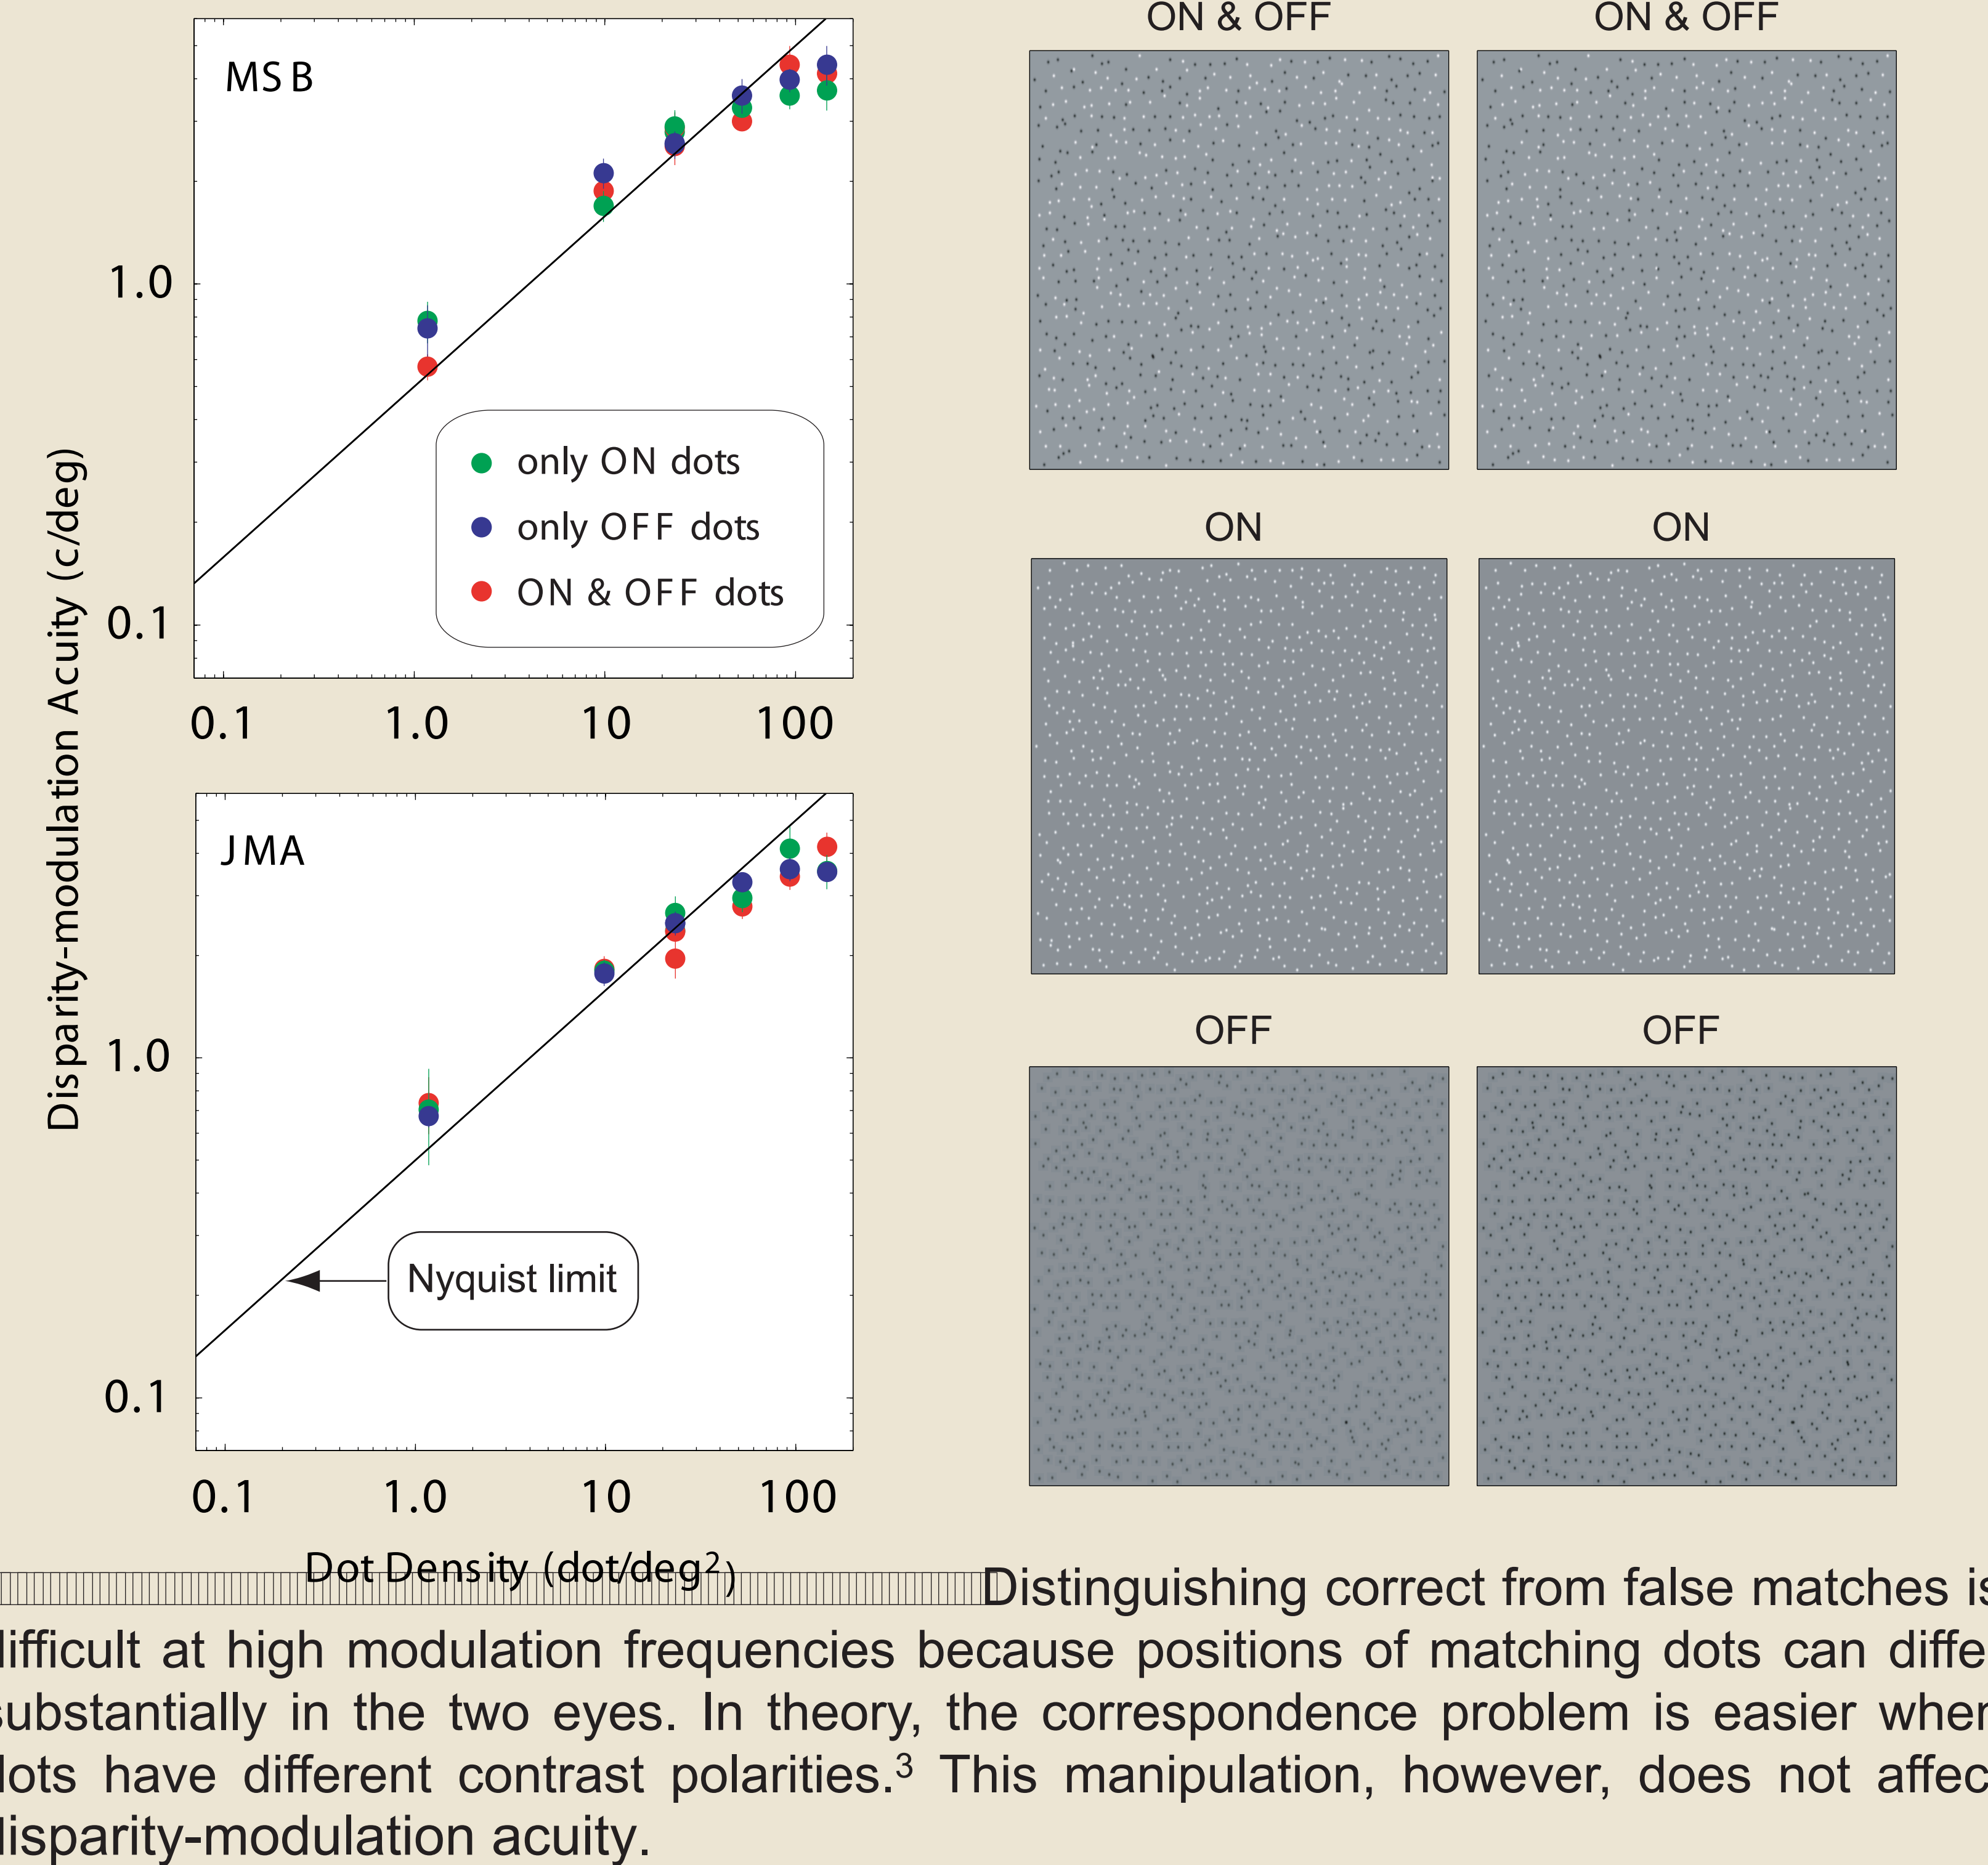 MSB
1.0
0.1
only ON dots
only OFF dots
ON & OFF dots
0.1 1.0 10 100
Disparity-modulation Acuity (c/deg)
JMA
1.0
0.1
Nyquist limit
0.1 1.0 10 100
Dot Density (dot/deg²)
ON & OFF ON & OFF
ON ON
OFF OFF
Distinguishing correct from false matches is
difficult at high modulation frequencies because positions of matching dots can diffe
substantially in the two eyes. In theory, the correspondence problem is easier when
dots have different contrast polarities.³ This manipulation, however, does not affec
disparity-modulation acuity.